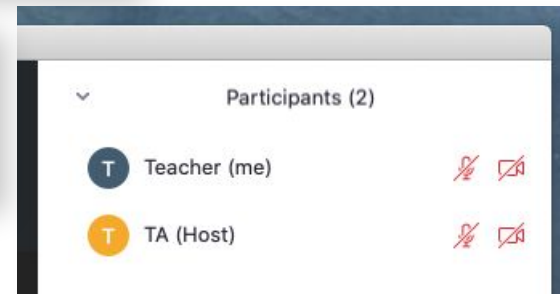 Participants (2)
T Teacher (me)
T TA (Host)